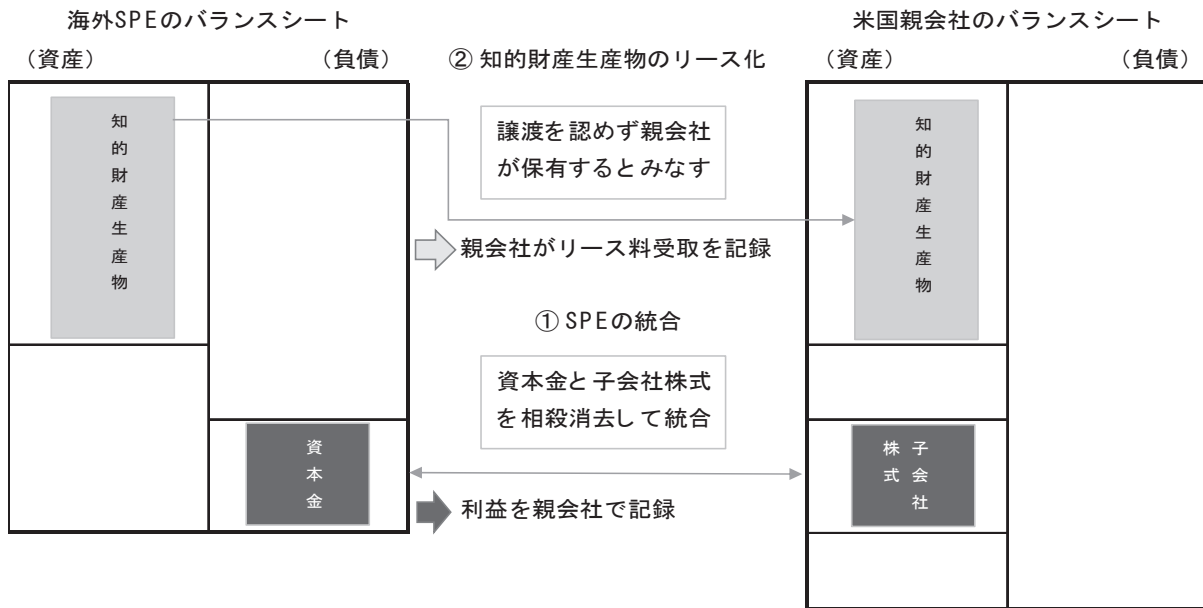 海外SPEのバランスシート
（資産）
（負債）
知的財産生産物
資本金
② 知的財産生産物のリース化
譲渡を認めず親会社
が保有するとみなす
親会社がリース料受取を記録
① SPEの統合
資本金と子会社株式
を相殺消去して統合
利益を親会社で記録
米国親会社のバランスシート
（資産）
（負債）
知的財産生産物
子会社
株式